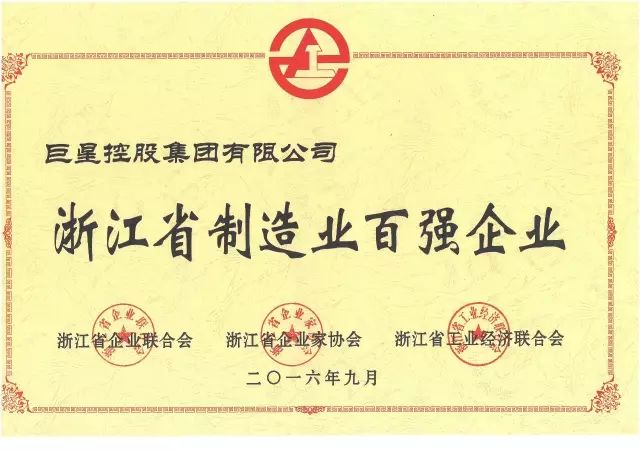 巨星控股集团有限公司
浙江省制造业百强企业
浙江省企业联合会 浙江省企业家协会 浙江省工业经济联合会
二〇一六年九月